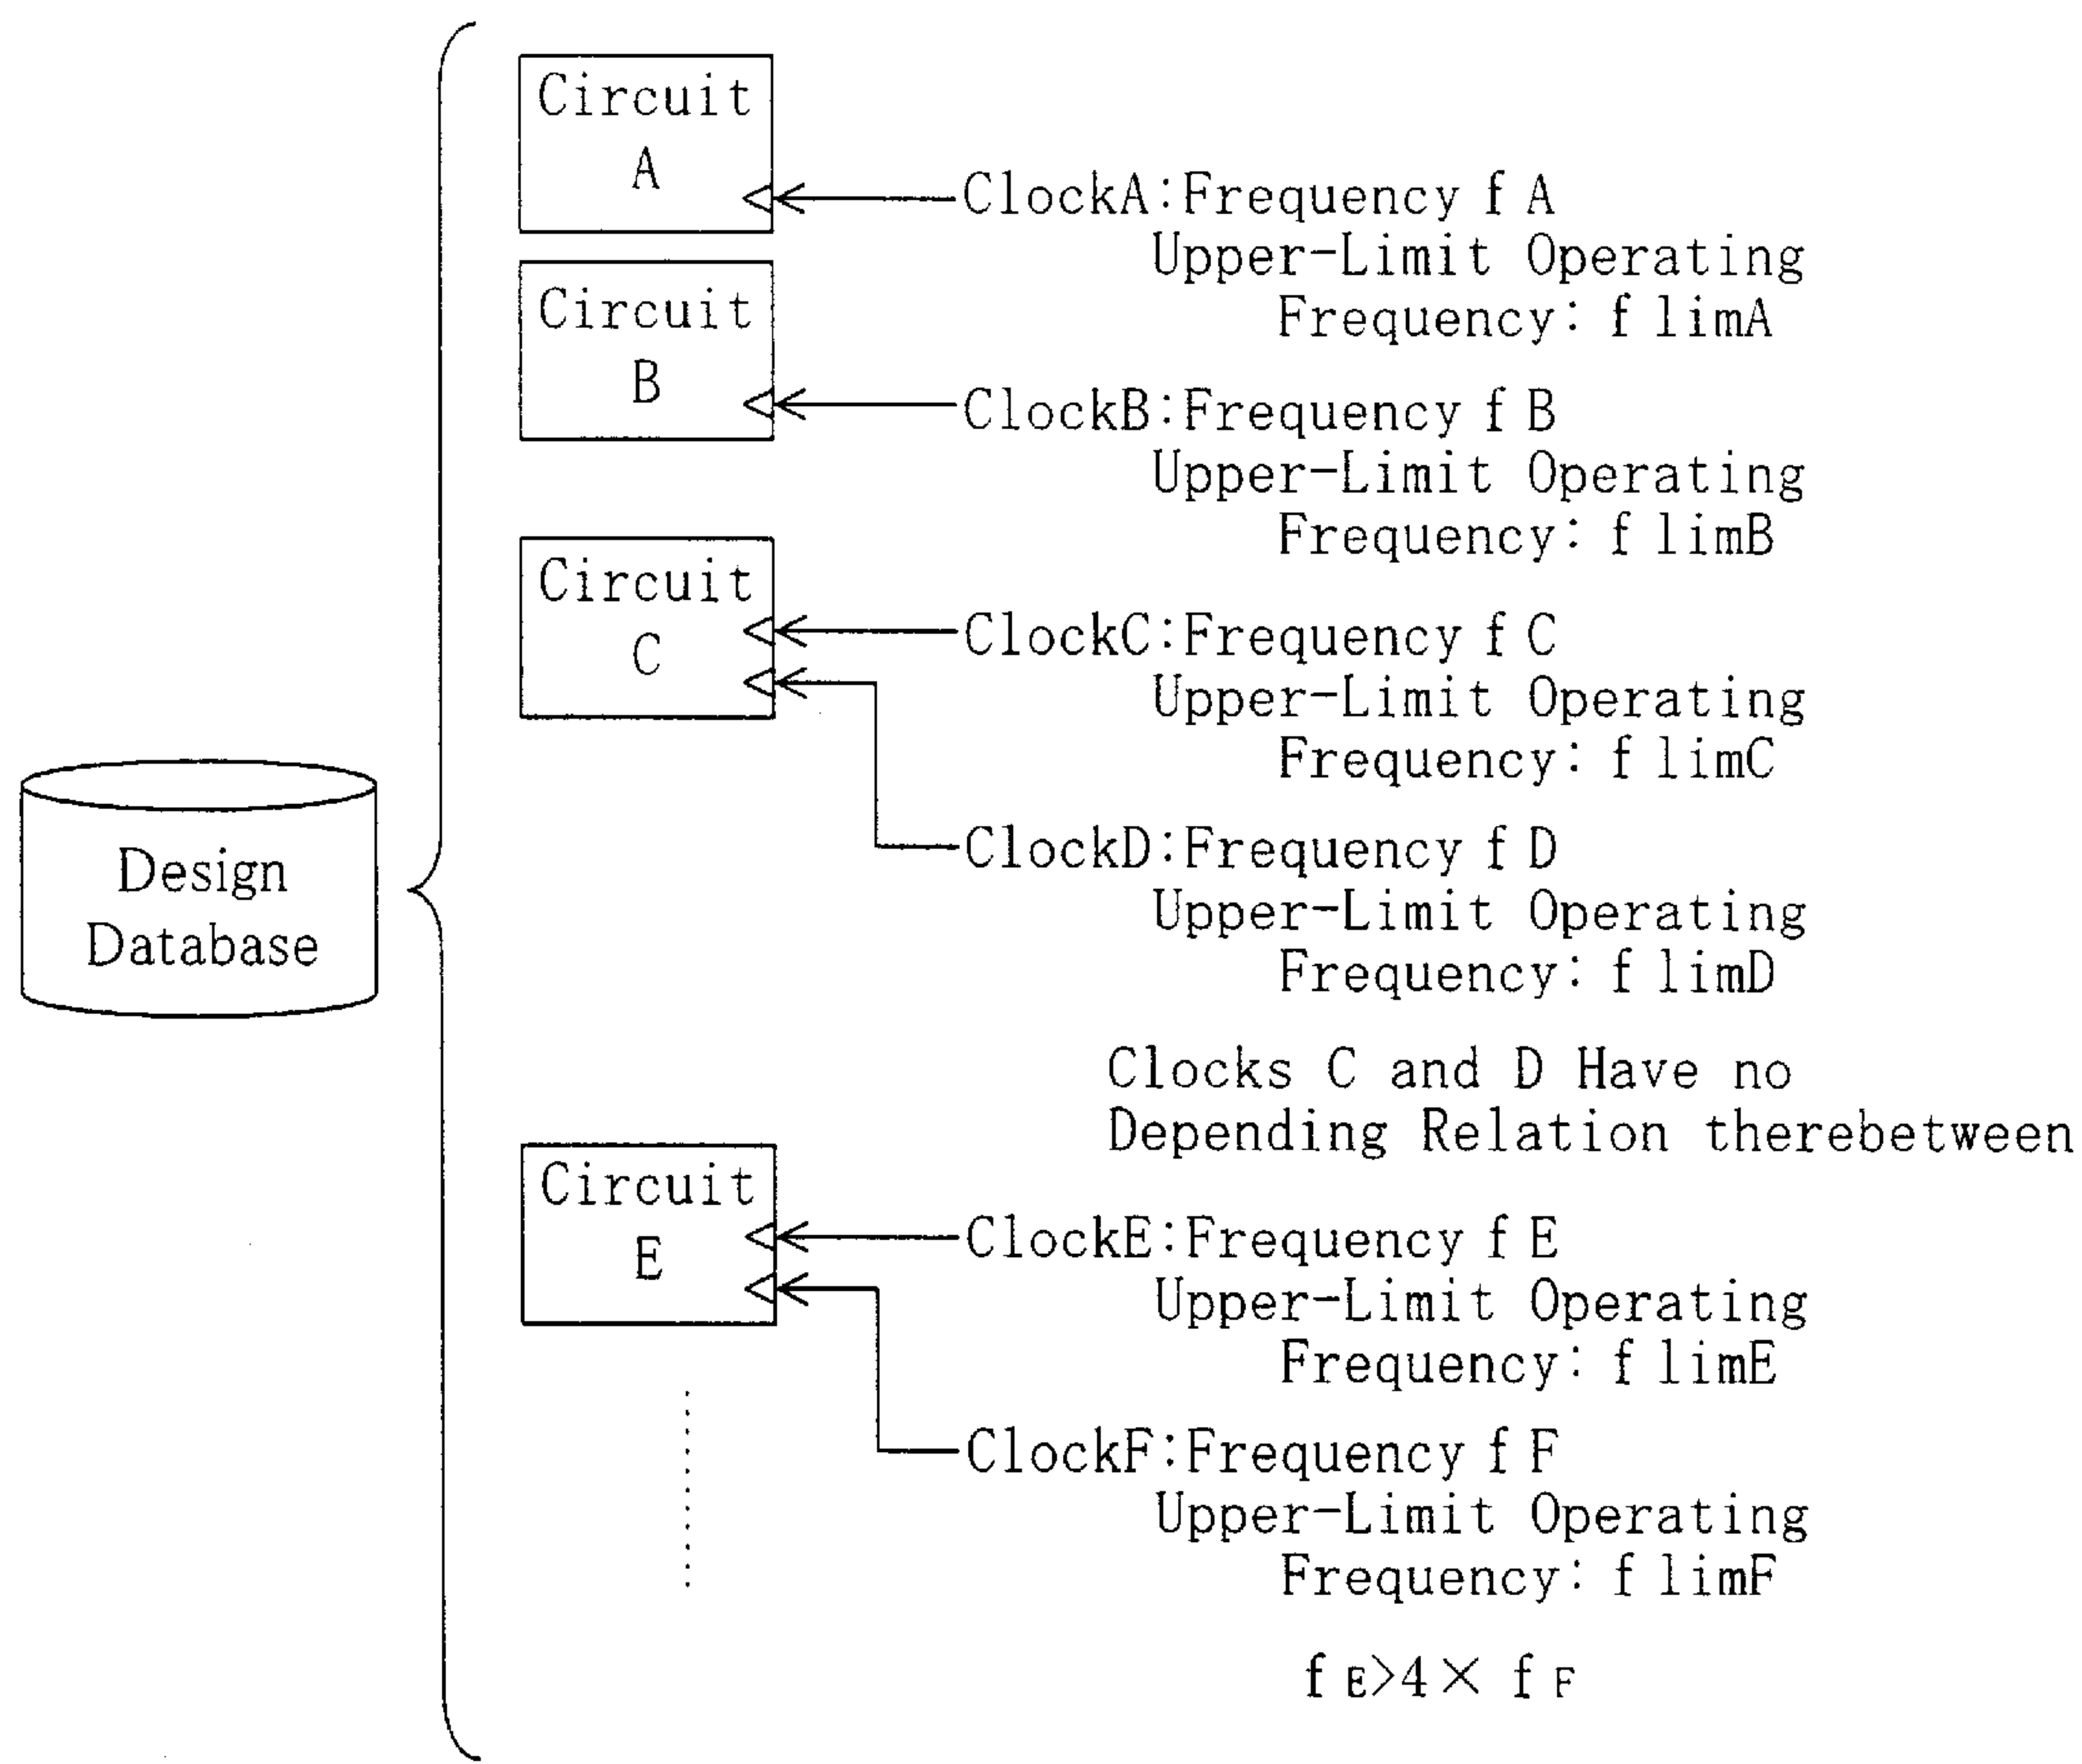 Circuit
A
ClockA:Frequency f A
Upper-Limit Operating
Frequency: f limA
Circuit
B
ClockB:Frequency f B
Upper-Limit Operating
Frequency: f limB
Circuit
C
ClockC:Frequency f C
Upper-Limit Operating
Frequency: f limC
ClockD:Frequency f D
Upper-Limit Operating
Frequency: f limD
Design
Database
Clocks C and D Have no
Depending Relation therebetween
Circuit
E
ClockE:Frequency f E
Upper-Limit Operating
Frequency: f limE
ClockF:Frequency f F
Upper-Limit Operating
Frequency: f limF
f E>4× f F